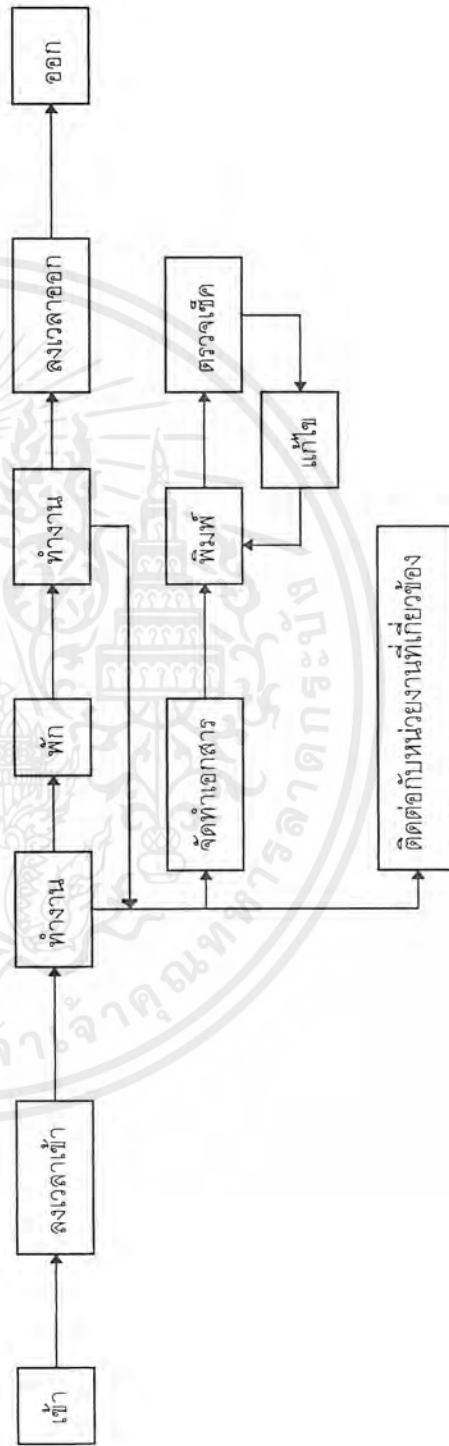 เข้า
ลงเวลาเข้า
ทำงาน
พัก
ทำงาน
ลงเวลาออก
ออก
จัดทำเอกสาร
พิมพ์
ตรวจเช็ค
แก้ไข
ติดต่อกับหน่วยงานที่เกี่ยวข้อง